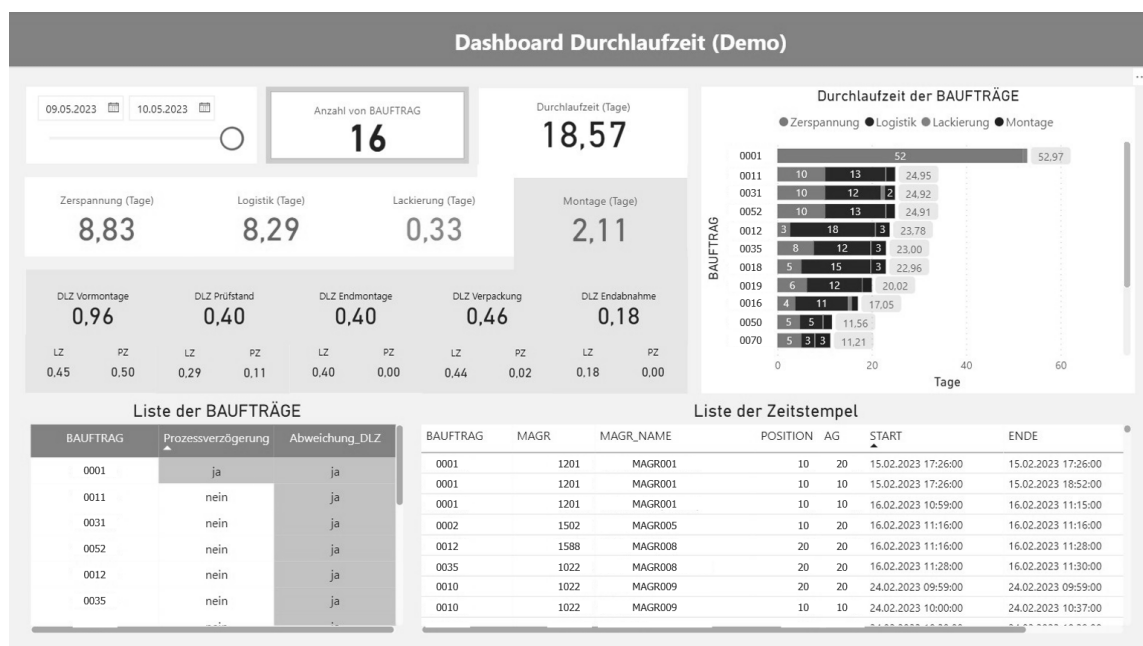 Dashboard Durchlaufzeit (Demo)
09.05.2023 10.05.2023
Anzahl von BAUFTRAG
16
Durchlaufzeit (Tage)
18,57
Zerspannung (Tage)
8,83
Logistik (Tage)
8,29
Lackierung (Tage)
0,33
Montage (Tage)
2,11
DLZ Vormontage
0,96
LZ PZ
0,45 0,50
DLZ Prüfstand
0,40
LZ PZ
0,29 0,11
DLZ Endmontage
0,40
LZ PZ
0,40 0,00
DLZ Verpackung
0,46
LZ PZ
0,44 0,02
DLZ Endabnahme
0,18
LZ PZ
0,18 0,00
Durchlaufzeit der BAUFTRÄGE
Zerspannung Logistik Lackierung Montage
BAUFTRAG
0001 52 52,97
0011 10 13 24,95
0031 10 12 2 24,92
0052 10 13 24,91
0012 3 18 3 23,78
0035 8 12 3 23,00
0018 5 15 3 22,96
0019 6 12 20,02
0016 4 11 17,05
0050 5 5 11,56
0070 5 3 3 11,21
0 20 40 60
Tage
Liste der BAUFTRÄGE
BAUFTRAG Prozessverzögerung Abweichung_DLZ
0001 ja ja
0011 nein ja
0031 nein ja
0052 nein ja
0012 nein ja
0035 nein ja
Liste der Zeitstempel
BAUFTRAG MAGR MAGR_NAME POSITION AG START ENDE
0001 1201 MAGR001 10 20 15.02.2023 17:26:00 15.02.2023 17:26:00
0001 1201 MAGR001 10 10 15.02.2023 17:26:00 15.02.2023 18:52:00
0001 1201 MAGR001 10 10 16.02.2023 10:59:00 16.02.2023 11:15:00
0002 1502 MAGR005 10 20 16.02.2023 11:16:00 16.02.2023 11:16:00
0012 1588 MAGR008 20 20 16.02.2023 11:16:00 16.02.2023 11:28:00
0035 1022 MAGR008 20 20 16.02.2023 11:28:00 16.02.2023 11:30:00
0010 1022 MAGR009 20 20 24.02.2023 09:59:00 24.02.2023 09:59:00
0010 1022 MAGR009 10 10 24.02.2023 10:00:00 24.02.2023 10:37:00